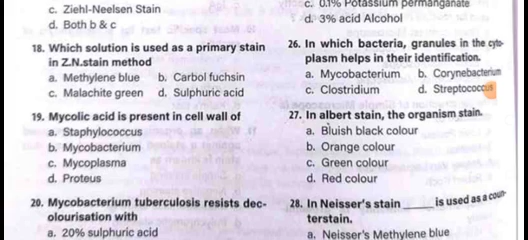 c. Ziehl-Neelsen Stain
d. Both b & c
18. Which solution is used as a primary stain
in Z.N.stain method
a. Methylene blue b. Carbol fuchsin
c. Malachite green d. Sulphuric acid
19. Mycolic acid is present in cell wall of
a. Staphylococcus
b. Mycobacterium
c. Mycoplasma
d. Proteus
20. Mycobacterium tuberculosis resists dec-
olourisation with
a. 20% sulphuric acid
c. 0.1% Potassium permanganate
d. 3% acid Alcohol
26. In which bacteria, granules in the cyto-
plasm helps in their identification.
a. Mycobacterium b. Corynebacterium
c. Clostridium d. Streptococcus
27. In albert stain, the organism stain.
a. Bluish black colour
b. Orange colour
c. Green colour
d. Red colour
28. In Neisser's stain _____ is used as a coun-
terstain.
a. Neisser's Methylene blue